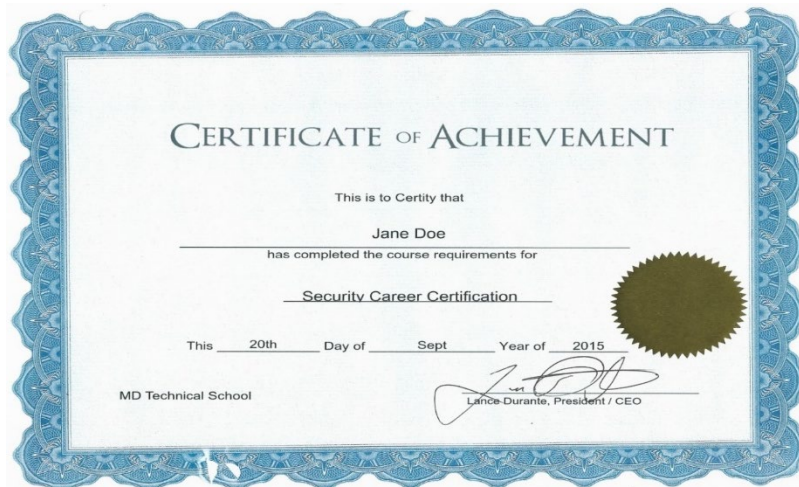 CERTIFICATE OF ACHIEVEMENT
This is to Certity that
Jane Doe
has completed the course requirements for
Security Career Certification
This 20th Day of Sept Year of 2015
MD Technical School
Lance Durante, President / CEO